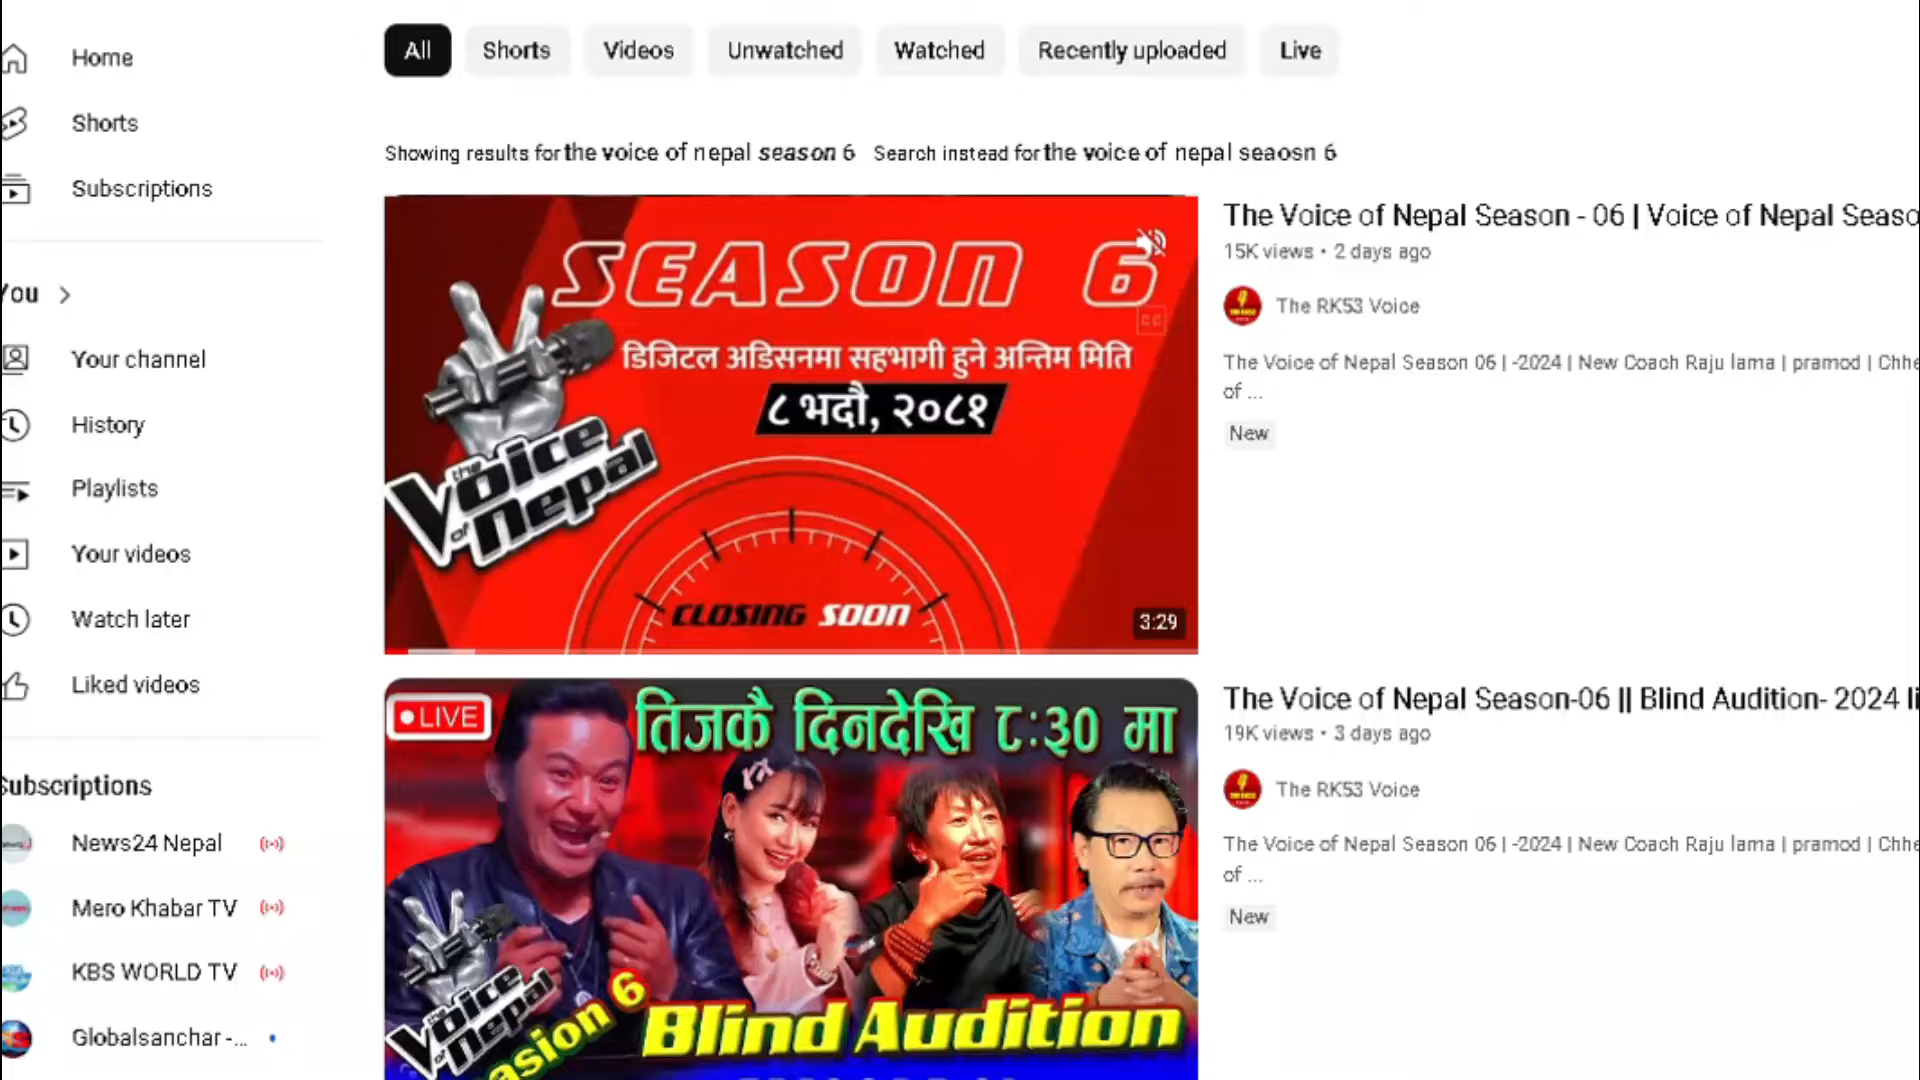 Home
Shorts
Subscriptions
You
Your channel
History
Playlists
Your videos
Watch later
Liked videos
Subscriptions
News24 Nepal
Mero Khabar TV
KBS WORLD TV
Globalsanchar -...
All Shorts Videos Unwatched Watched Recently uploaded Live
Showing results for the voice of nepal season 6 Search instead for the voice of nepal seaosn 6
SEASON 6
CC
डिजिटल अडिसनमा सहभागी हुने अन्तिम मिति
८ भदौ, २०८१
the Voice of nepal
CLOSING SOON
3:29
The Voice of Nepal Season - 06 | Voice of Nepal Seaso
15K views • 2 days ago
The RK53 Voice
The Voice of Nepal Season 06 | -2024 | New Coach Raju lama | pramod | Chhe
of ...
New
LIVE
तिजकै दिनदेखि ८:३० मा
the Voice of nepal
asion 6
Blind Audition
The Voice of Nepal Season-06 || Blind Audition- 2024 li
19K views • 3 days ago
The RK53 Voice
The Voice of Nepal Season 06 | -2024 | New Coach Raju lama | pramod | Chhe
of ...
New